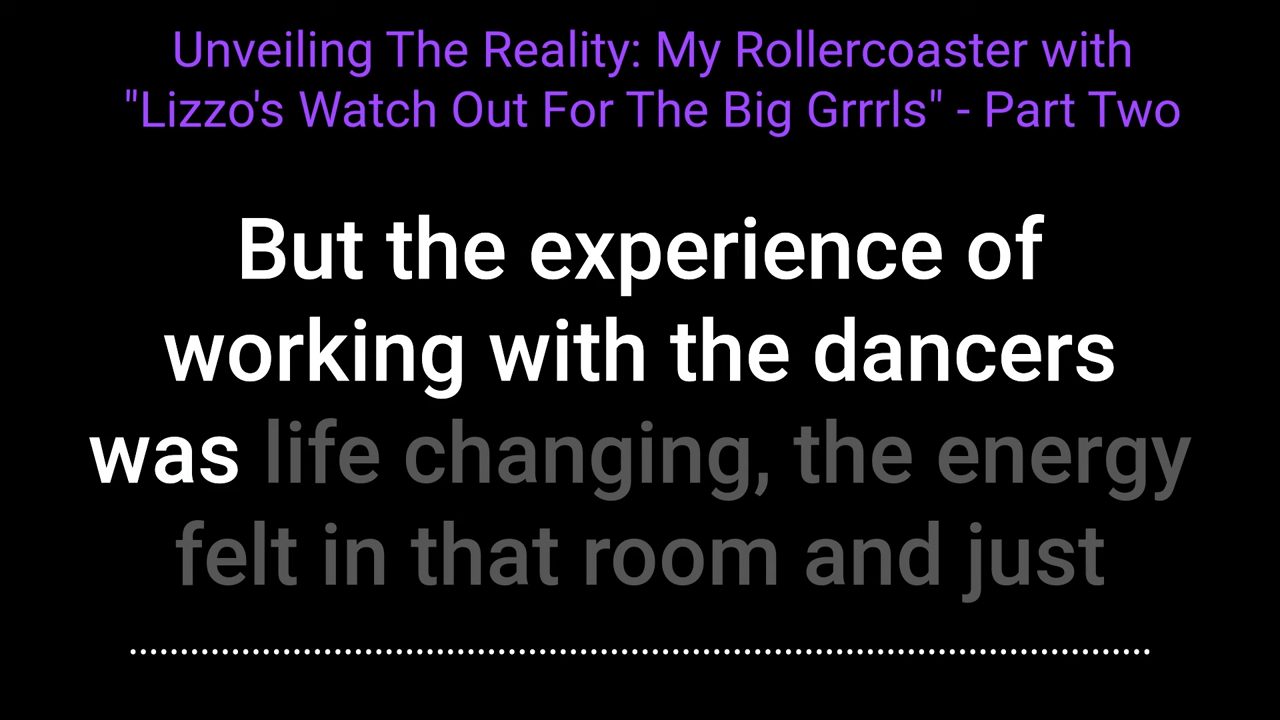 Unveiling The Reality: My Rollercoaster with
"Lizzo's Watch Out For The Big Grrrls" - Part Two
But the experience of
working with the dancers
was life changing, the energy
felt in that room and just